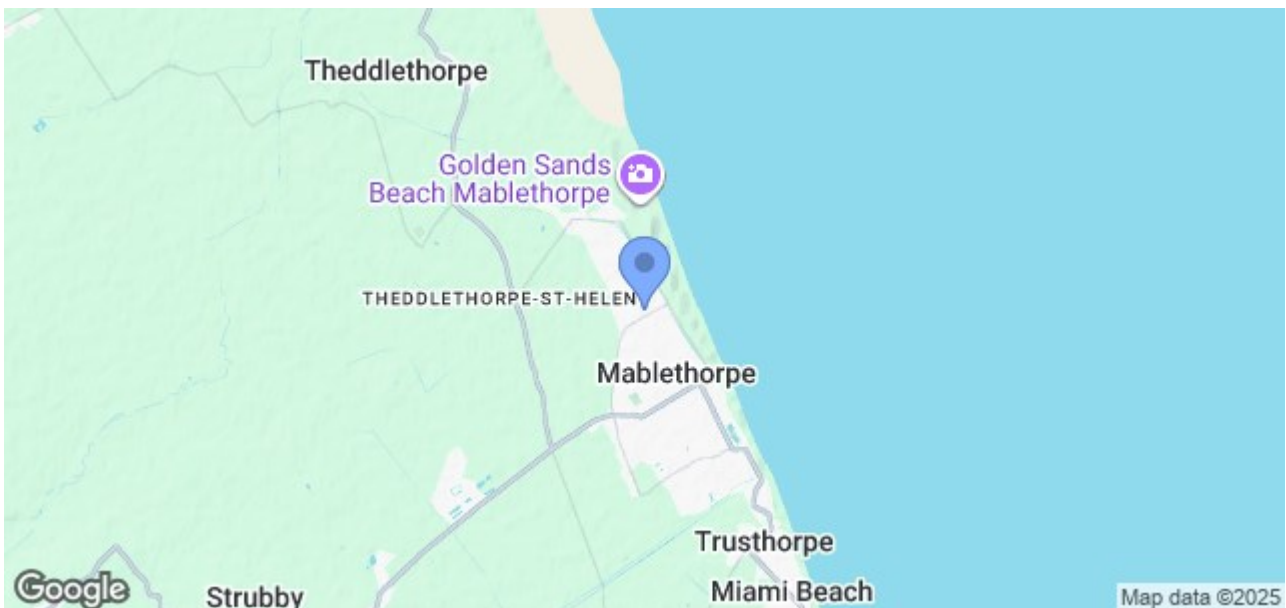 Theddlethorpe
Golden Sands
Beach Mablethorpe
THEDDLETHORPE-ST-HELEN
Mablethorpe
Trusthorpe
Miami Beach
Strubby
Google
Map data ©2025